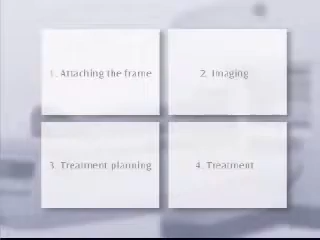 1. Attaching the frame
2. Imaging
3. Treatment planning
4. Treatment